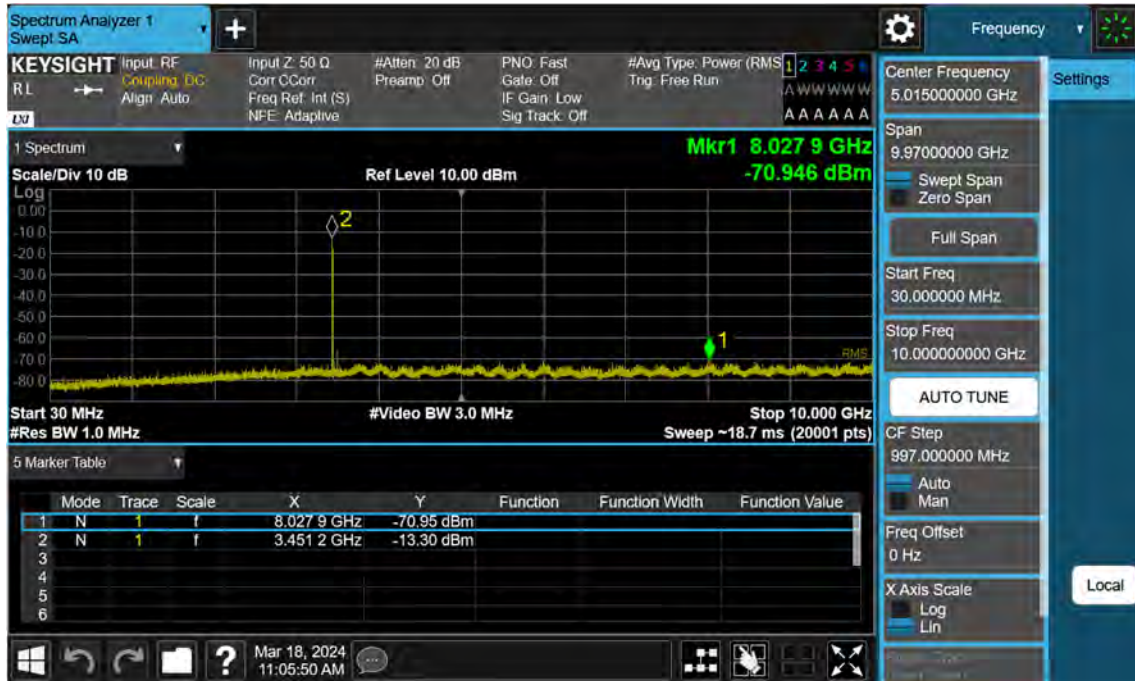 Spectrum Analyzer 1
Swept SA
Frequency
KEYSIGHT
Input: RF
Input Z: 50 Ω
#Atten: 20 dB
PNO: Fast
#Avg Type: Power (RMS
1 2 3 4 5 6
RL
Coupling: DC
Corr CCorr
Preamp: Off
Gate: Off
Trig: Free Run
A W W W W W
Align: Auto
Freq Ref: Int (S)
IF Gain: Low
LXI
NFE: Adaptive
Sig Track: Off
A A A A A A
1 Spectrum
Mkr1 8.027 9 GHz
Scale/Div 10 dB
Ref Level 10.00 dBm
-70.946 dBm
Log
0.00
-10.0
-20.0
-30.0
-40.0
-50.0
-60.0
-70.0
-80.0
2
1
RMS
Start 30 MHz
#Video BW 3.0 MHz
Stop 10.000 GHz
#Res BW 1.0 MHz
Sweep ~18.7 ms (20001 pts)
5 Marker Table
Mode Trace Scale X Y Function Function Width Function Value
1 N 1 f 8.027 9 GHz -70.95 dBm
2 N 1 f 3.451 2 GHz -13.30 dBm
3
4
5
6
Mar 18, 2024
11:05:50 AM
?
Center Frequency
5.015000000 GHz
Settings
Span
9.97000000 GHz
Swept Span
Zero Span
Full Span
Start Freq
30.000000 MHz
Stop Freq
10.000000000 GHz
AUTO TUNE
CF Step
997.000000 MHz
Auto
Man
Freq Offset
0 Hz
X Axis Scale
Log
Lin
Local